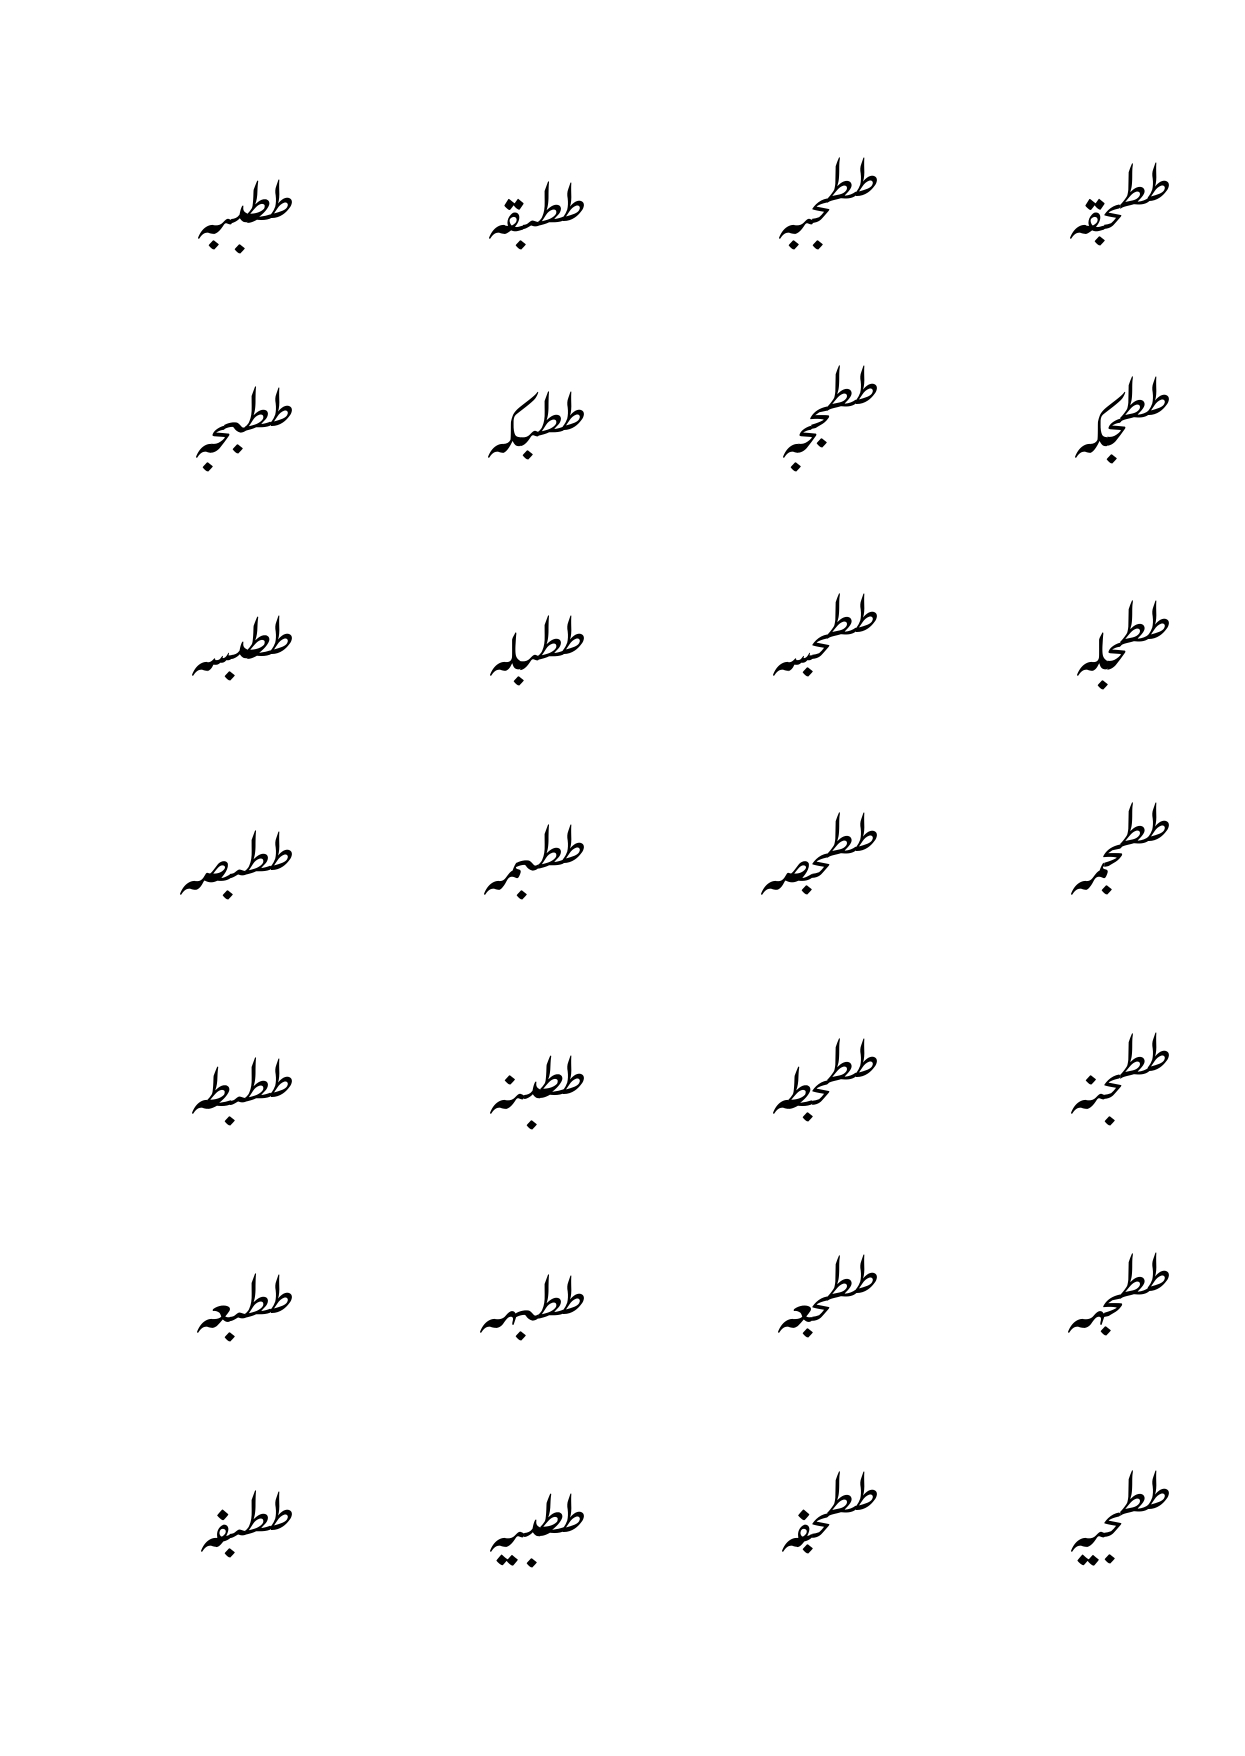 ططجقه ططجبه ططبقه ططببه
ططجكه ططججه ططبكه ططبجه
ططجله ططجسه ططبله ططبسه
ططجمه ططجصه ططبمه ططبصه
ططجنه ططجطه ططبنه ططبطه
ططجهه ططجعه ططبهه ططبعه
ططجيه ططجفه ططبيه ططبفه